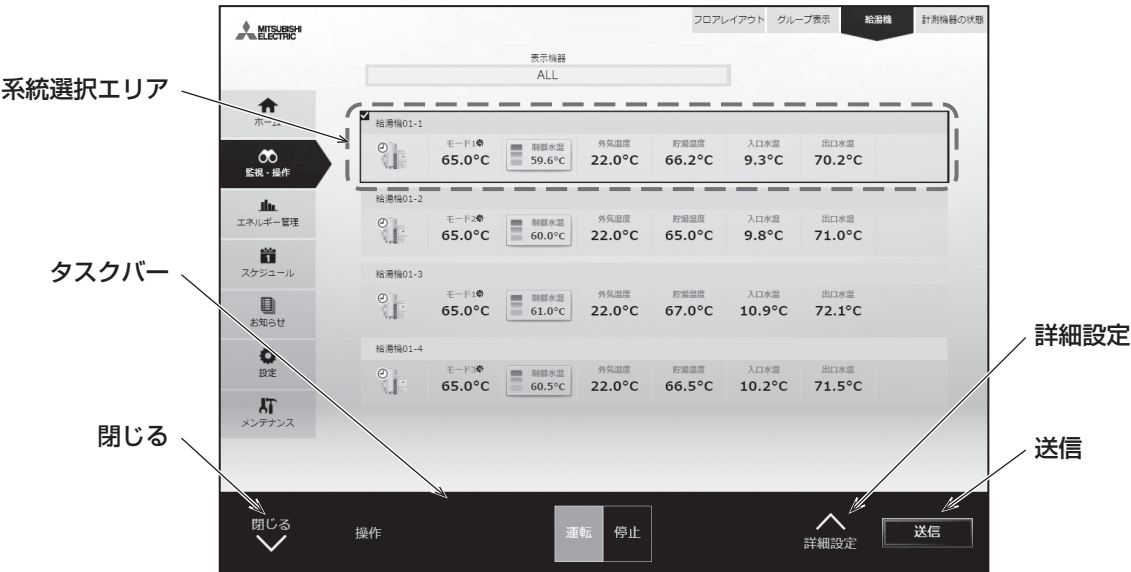 MITSUBISHI
ELECTRIC
フロアレイアウト グループ表示 給湯機 計測機器の状態
表示機器
ALL
系統選択エリア
ホーム
監視・操作
エネルギー管理
1
スケジュール
お知らせ
設定
メンテナンス
給湯機01-1
モード1 制御水温 外気温度 貯湯温度 入口水温 出口水温
65.0°C 59.6°C 22.0°C 66.2°C 9.3°C 70.2°C
給湯機01-2
モード2 制御水温 外気温度 貯湯温度 入口水温 出口水温
65.0°C 60.0°C 22.0°C 65.0°C 9.8°C 71.0°C
給湯機01-3
モード1 制御水温 外気温度 貯湯温度 入口水温 出口水温
65.0°C 61.0°C 22.0°C 67.0°C 10.9°C 72.1°C
給湯機01-4
モード3 制御水温 外気温度 貯湯温度 入口水温 出口水温
65.0°C 60.5°C 22.0°C 66.5°C 10.2°C 71.5°C
タスクバー
閉じる
詳細設定
送信
閉じる
操作
運転 停止
詳細設定
送信